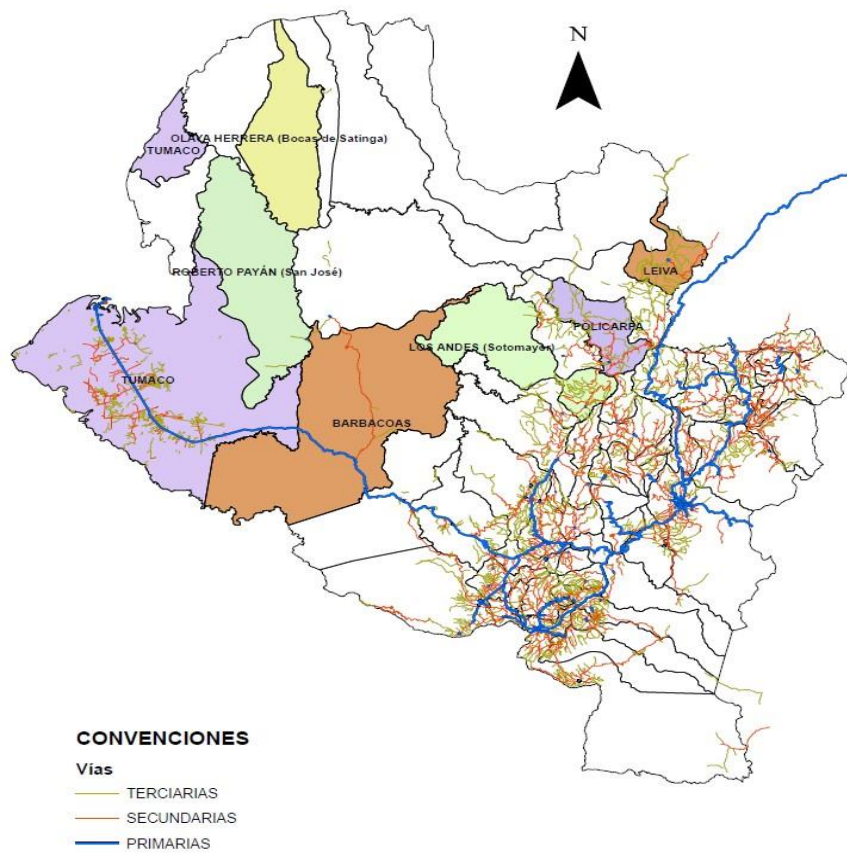 N
OLAYA HERRERA (Bocas de Satinga)
TUMACO
ROBERTO PAYÁN (San José)
LEIVA
POLICARPA
LOS ANDES (Sotomayor)
TUMACO
BARBACOAS
CONVENCIONES
Vías
TERCIARIAS
SECUNDARIAS
PRIMARIAS